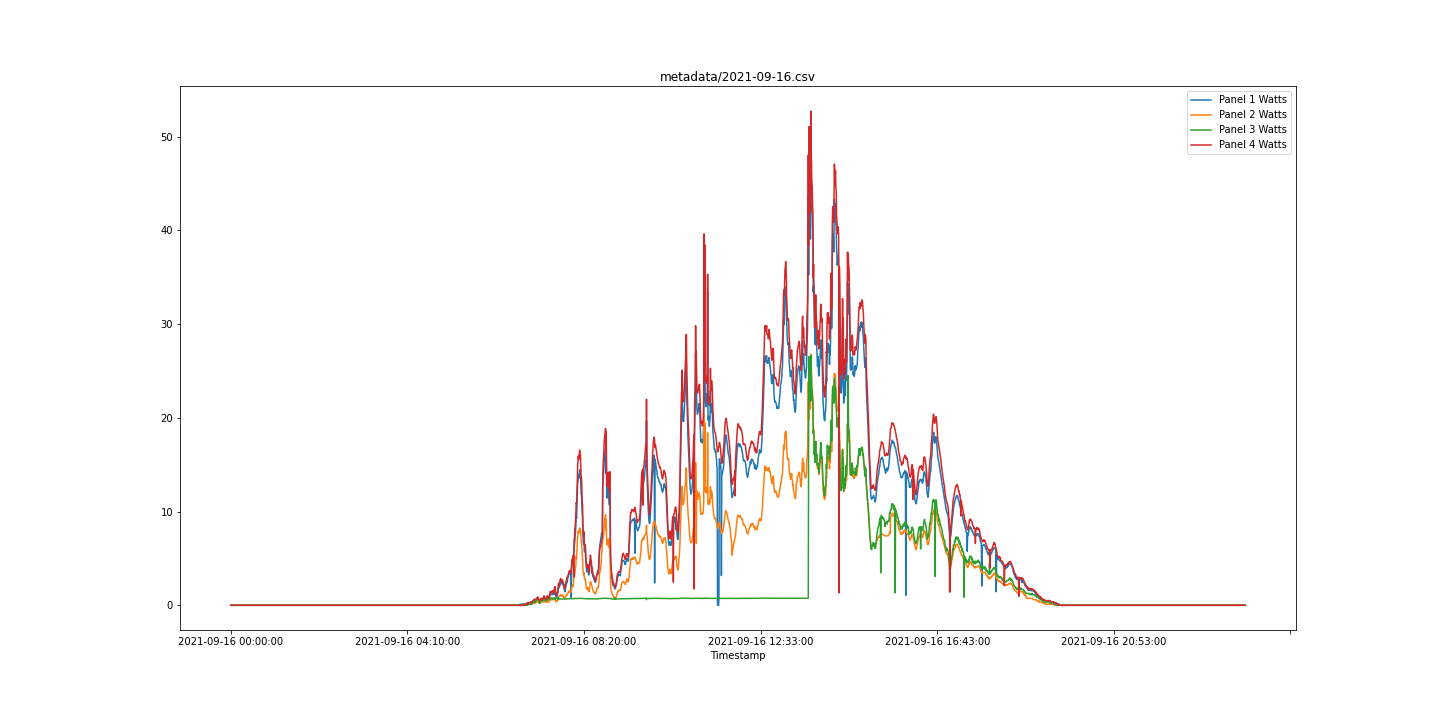 metadata/2021-09-16.csv
Panel 1 Watts
Panel 2 Watts
Panel 3 Watts
Panel 4 Watts
50
40
30
20
10
0
2021-09-16 00:00:00 2021-09-16 04:10:00 2021-09-16 08:20:00 2021-09-16 12:33:00 2021-09-16 16:43:00 2021-09-16 20:53:00
Timestamp